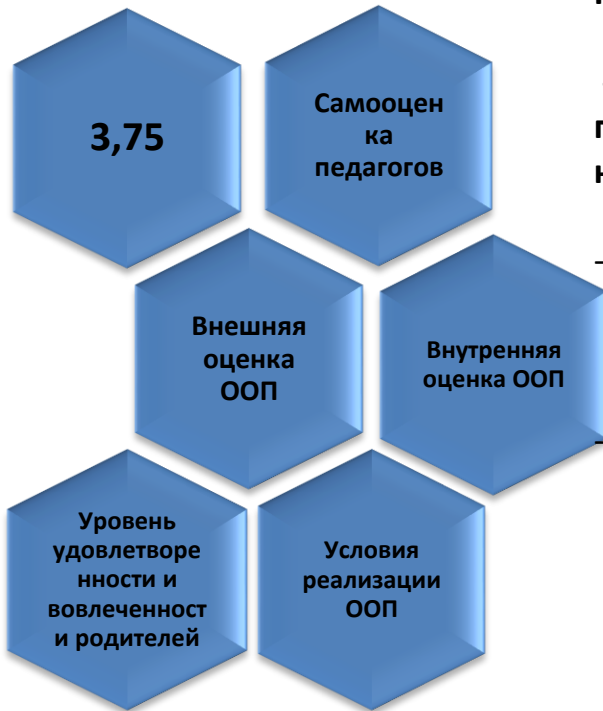 3,75
Самооцен
ка
педагогов
Внешняя
оценка
ООП
Внутренняя
оценка ООП
Уровень
удовлетворе
нности и
вовлеченност
и родителей
Условия
реализации
ООП